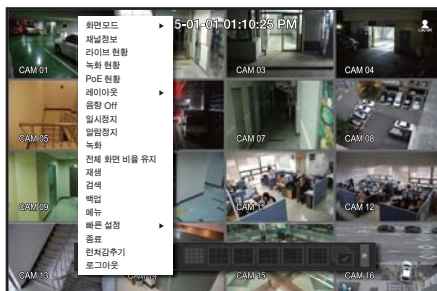 5-01-01 01:10:25 PM
LOG ON
화면모드
채널정보
라이브 현황
녹화 현황
PoE 현황
레이아웃
음향 Off
일시정지
알람정지
녹화
전체 화면 비율 유지
재생
검색
백업
메뉴
빠른 설정
종료
런처감추기
로그아웃
CAM 01
CAM 03
CAM 04
CAM 05
CAM 07
CAM 08
CAM 09
CAM 11
CAM 12
CAM 13
CAM 14
CAM 15
CAM 16